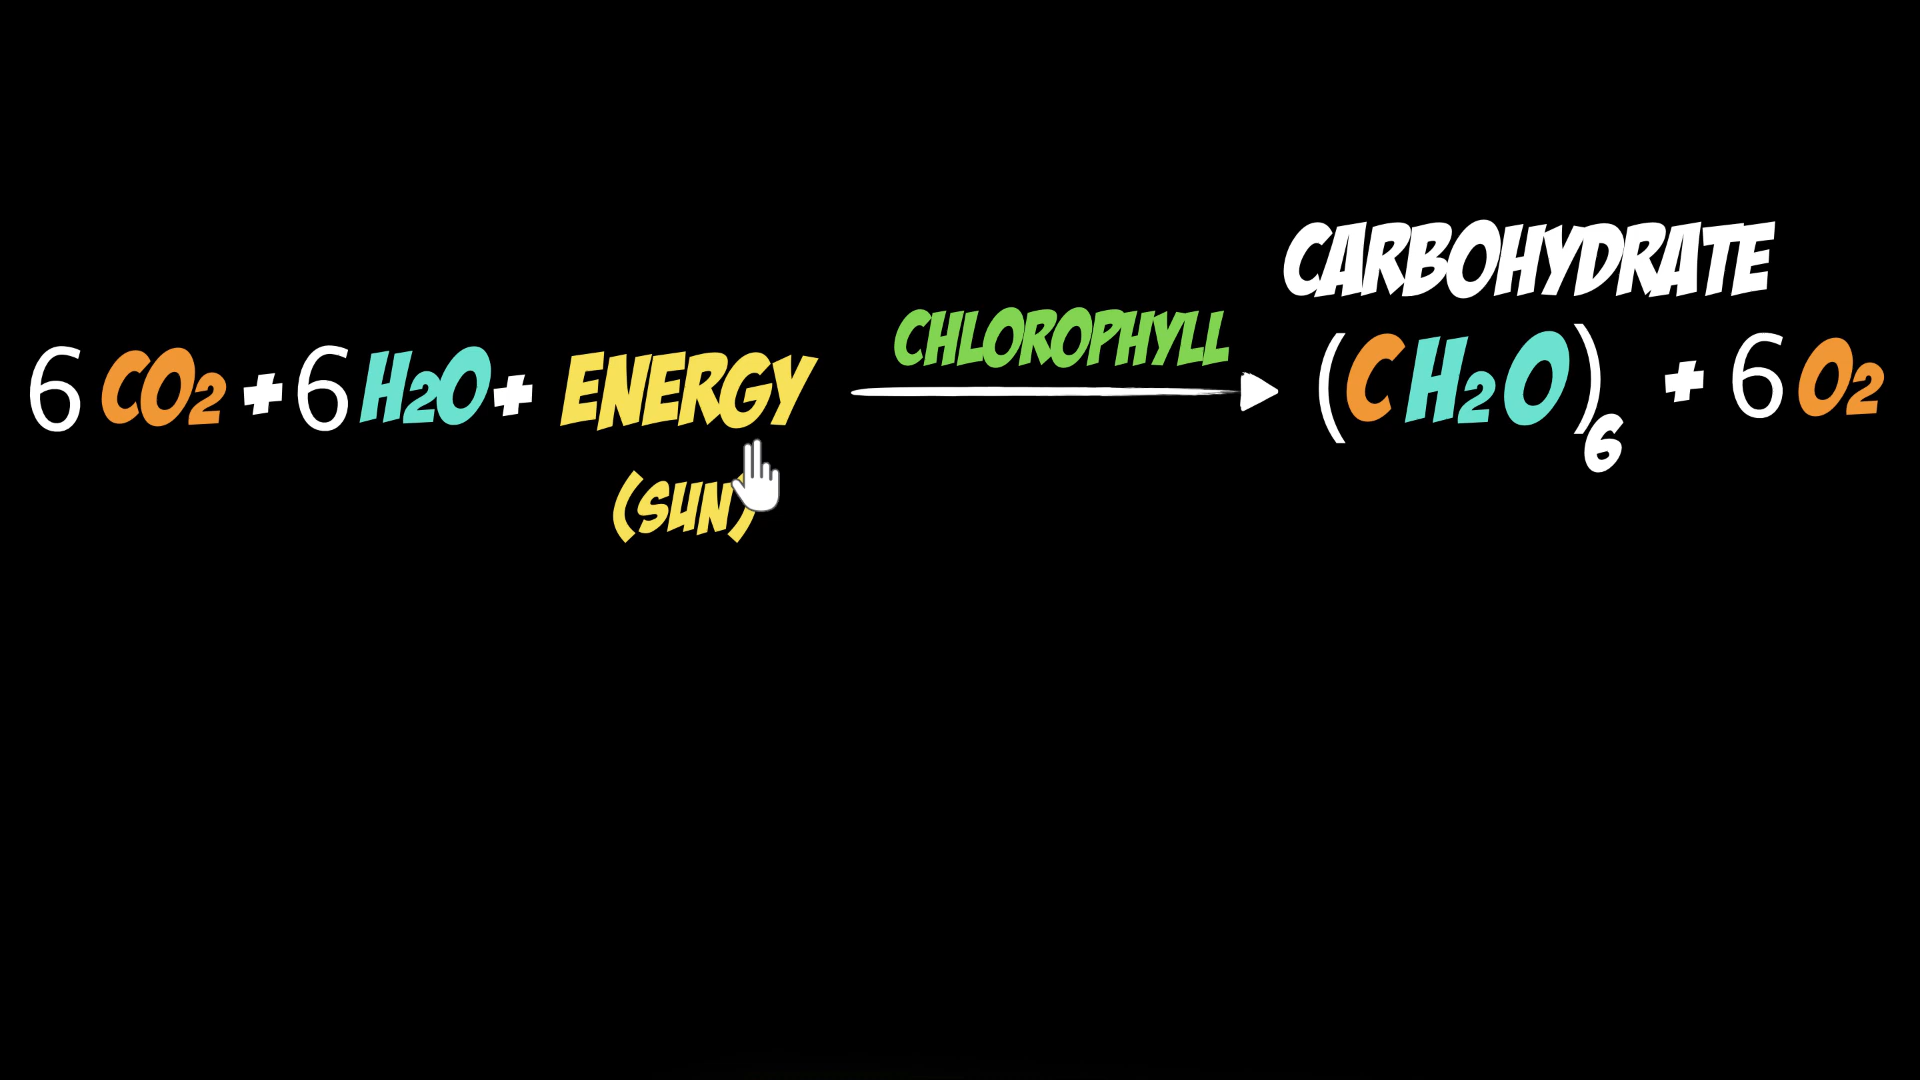 CARBOHYDRATE
CHLOROPHYLL
6 CO2 + 6 H2O + ENERGY (CH2O)6 + 6 O2
(SUN)